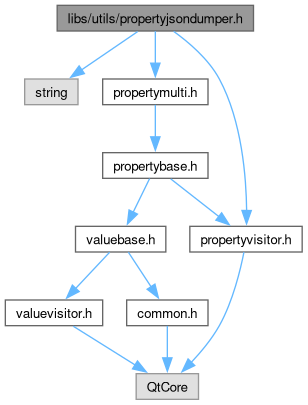 libs/utils/propertyjsondumper.h
string
propertymulti.h
propertybase.h
valuebase.h
propertyvisitor.h
valuevisitor.h
common.h
QtCore